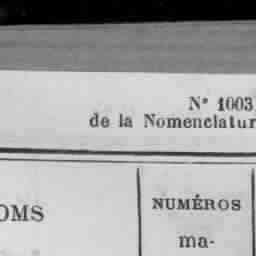 N° 1003
de la Nomenclatur
OMS
NUMÉROS
ma-